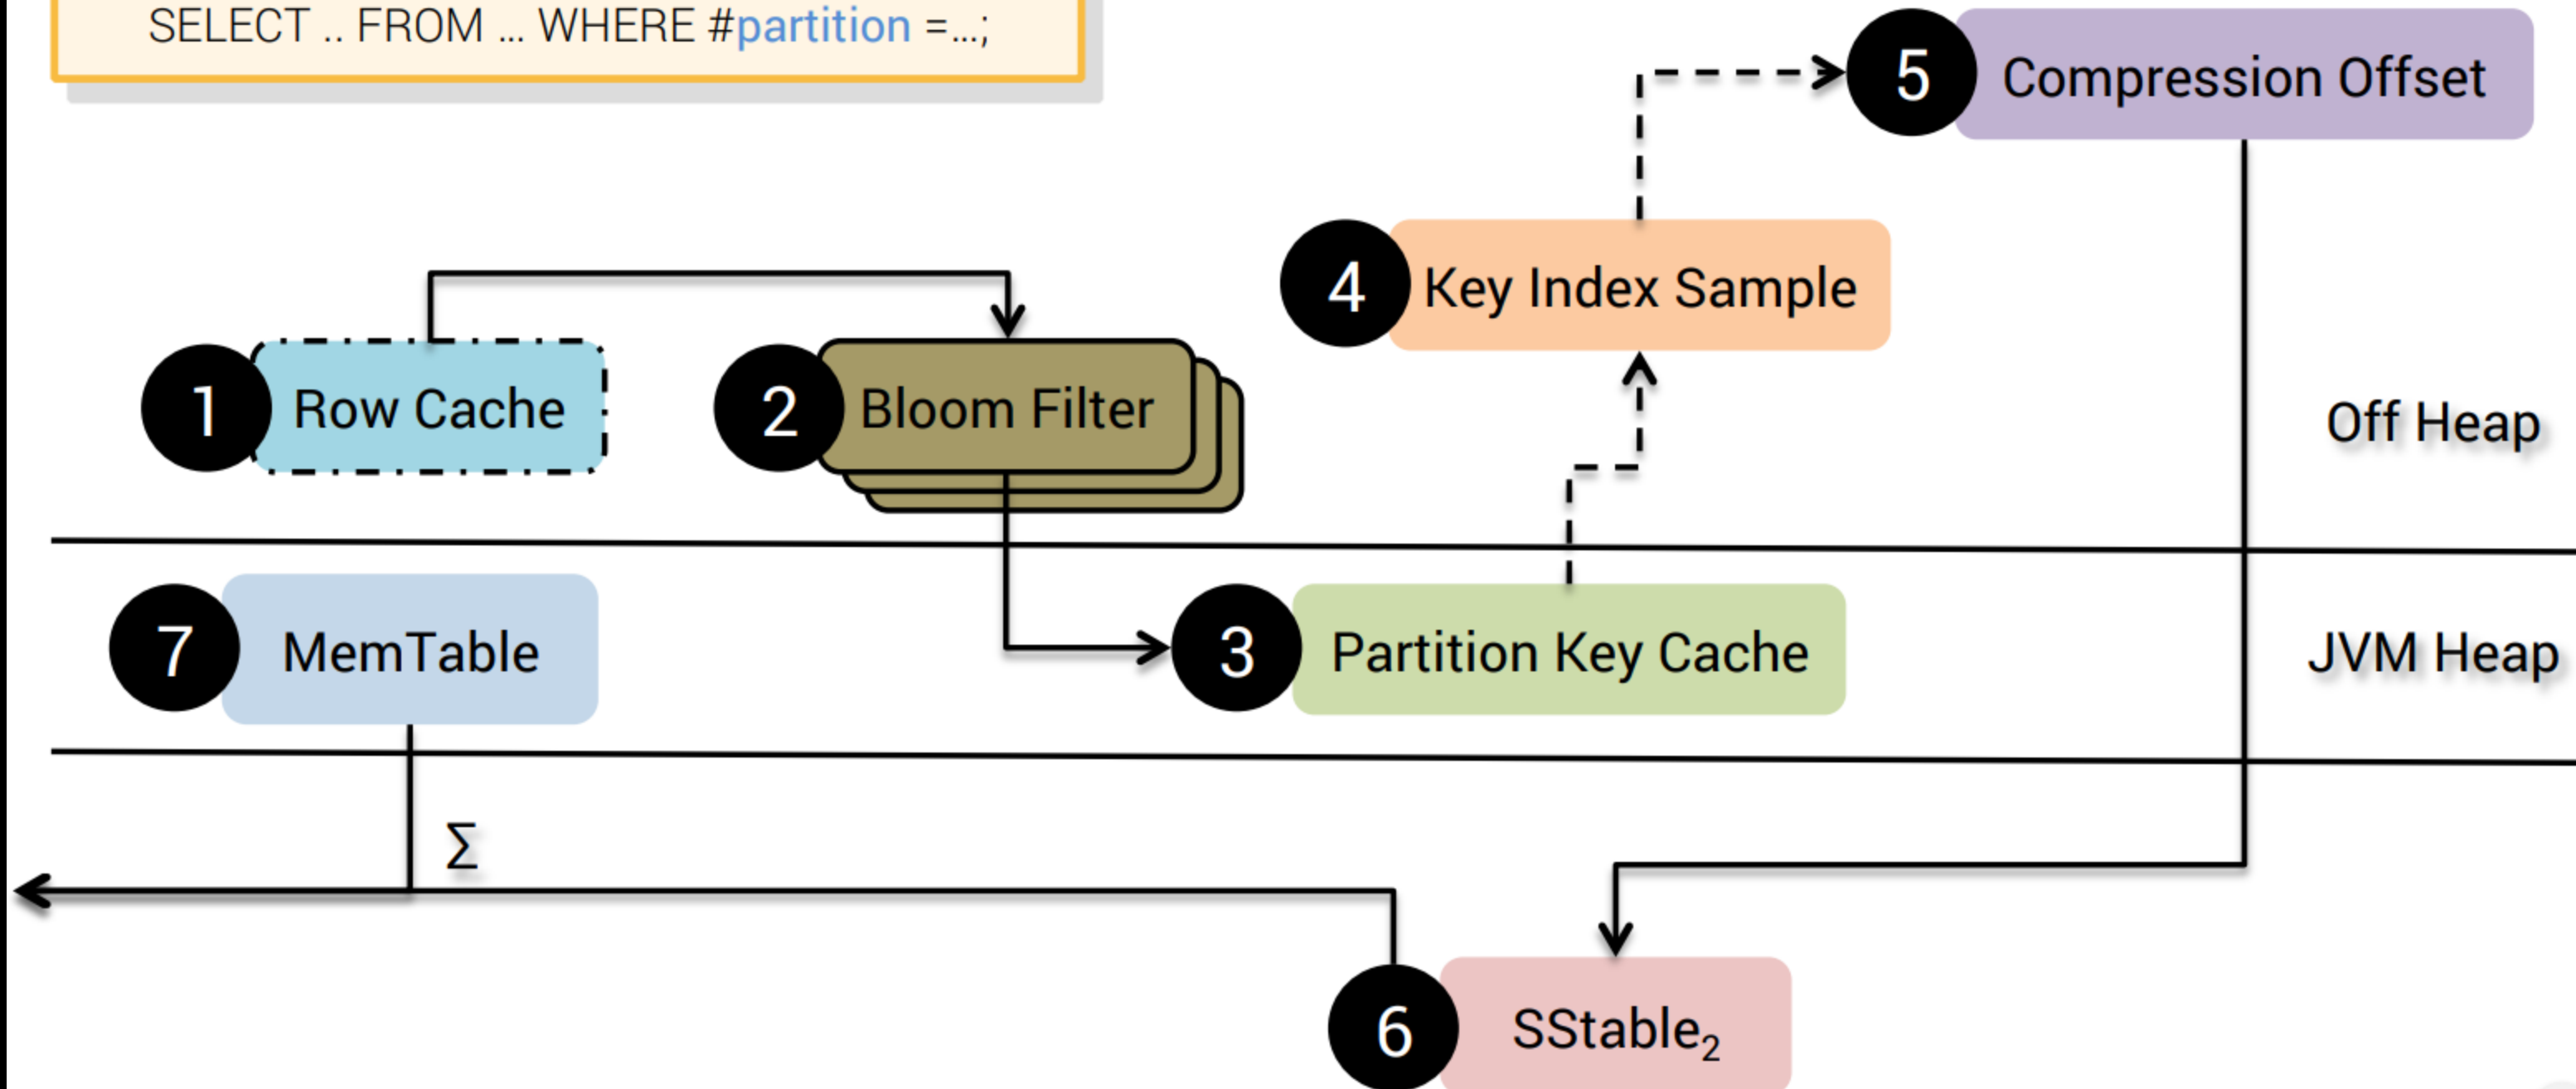 SELECT .. FROM ... WHERE #partition =...;
5 Compression Offset
4 Key Index Sample
1 Row Cache
2 Bloom Filter
Off Heap
7 MemTable
3 Partition Key Cache
JVM Heap
Σ
6 SStable₂